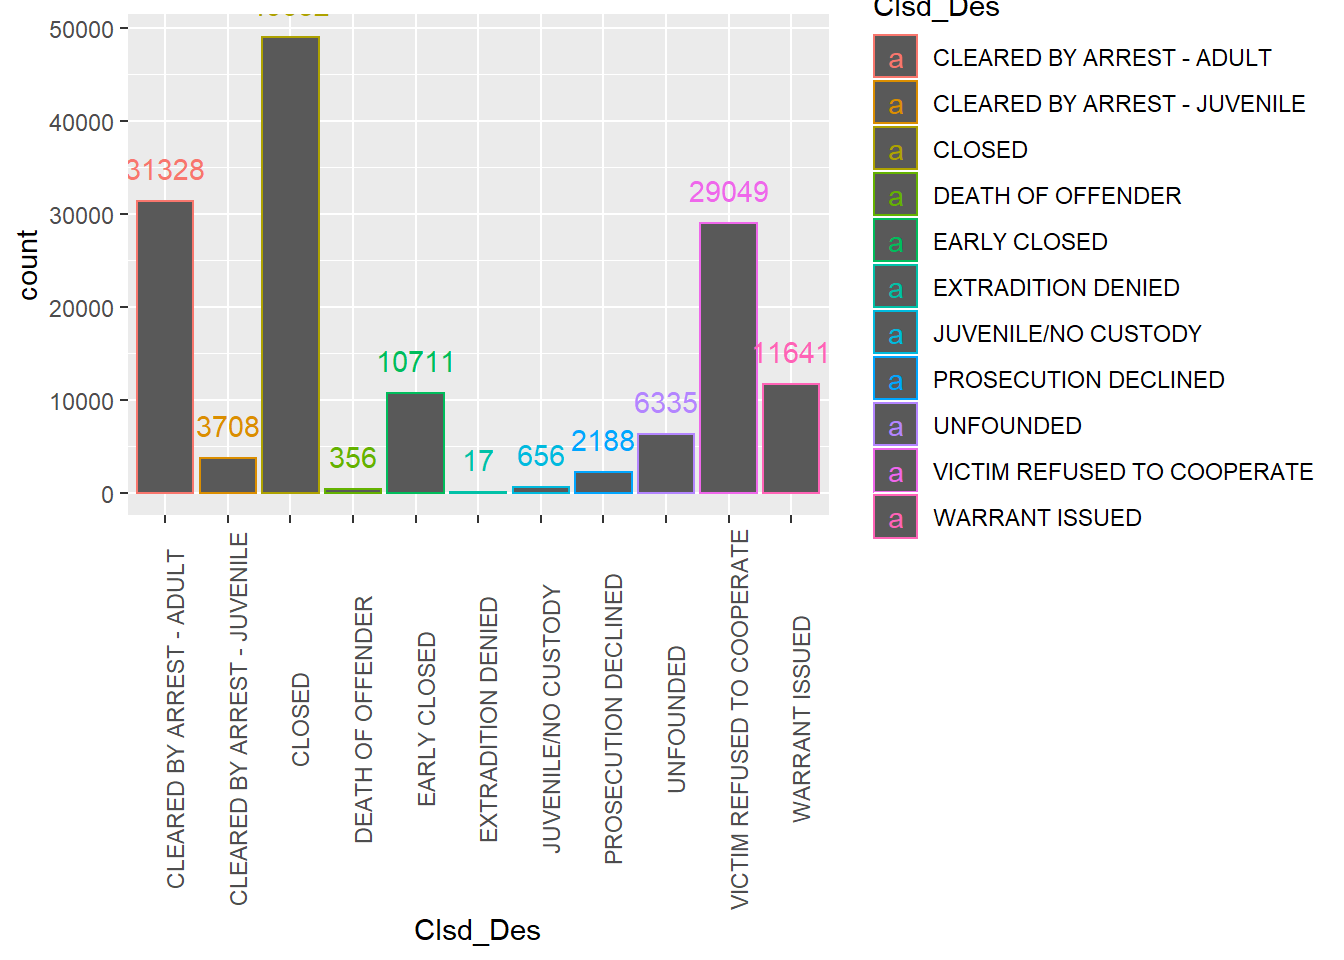 Clsd_Des
CLEARED BY ARREST - ADULT
CLEARED BY ARREST - JUVENILE
CLOSED
DEATH OF OFFENDER
EARLY CLOSED
EXTRADITION DENIED
JUVENILE/NO CUSTODY
PROSECUTION DECLINED
UNFOUNDED
VICTIM REFUSED TO COOPERATE
WARRANT ISSUED
a
a
a
a
a
a
a
a
a
a
a
50000
40000
30000
20000
10000
0
count
31328
3708
356
10711
17
656
2188
6335
29049
11641
CLEARED BY ARREST - ADULT
CLEARED BY ARREST - JUVENILE
CLOSED
DEATH OF OFFENDER
EARLY CLOSED
EXTRADITION DENIED
JUVENILE/NO CUSTODY
PROSECUTION DECLINED
UNFOUNDED
VICTIM REFUSED TO COOPERATE
WARRANT ISSUED
Clsd_Des